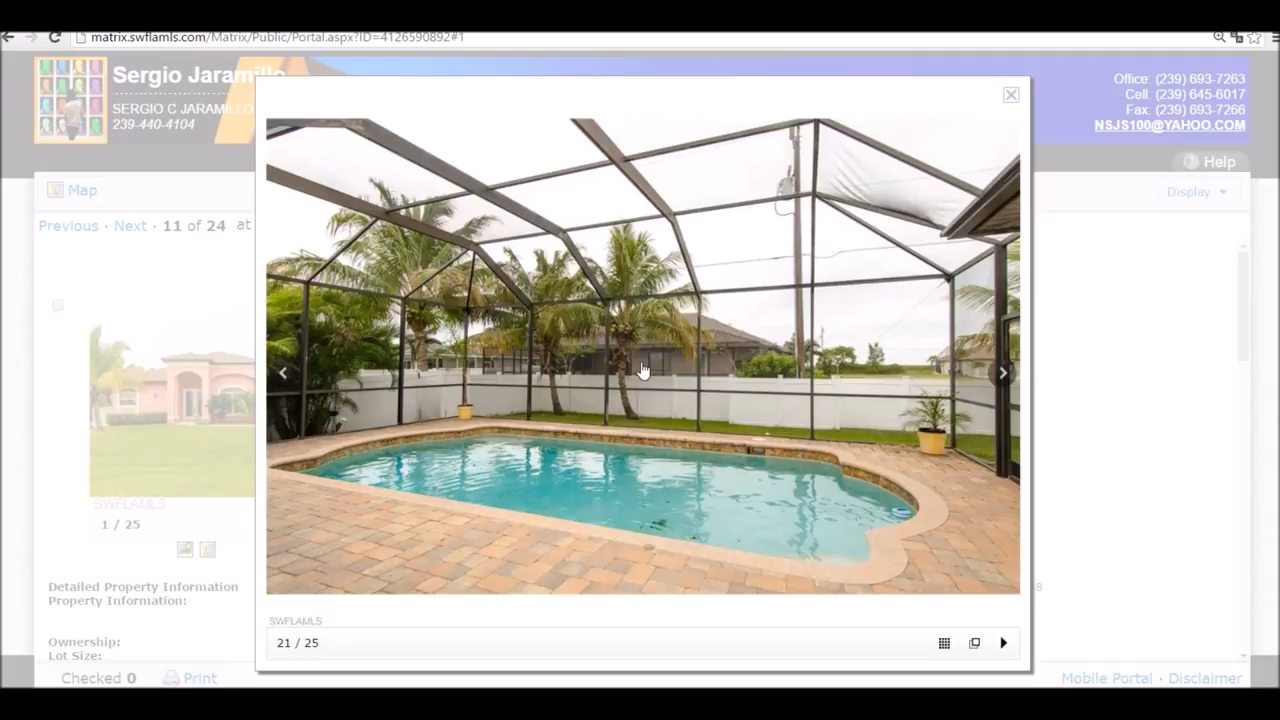 matrix.swflamls.com/Matrix/Public/Portal.aspx?ID=4126590892#1
Sergio Jaramillo
SERGIO C JARAMILLO
239-440-4104
Office: (239) 693-7263
Cell: (239) 645-6017
Fax: (239) 693-7266
NSJS100@YAHOO.COM
Help
Map
Display
Previous · Next · 11 of 24 at
SWFLAMLS
1 / 25
Detailed Property Information
Property Information:
8
Ownership:
Lot Size:
SWFLAMLS
21 / 25
Checked 0 Print
Mobile Portal · Disclaimer